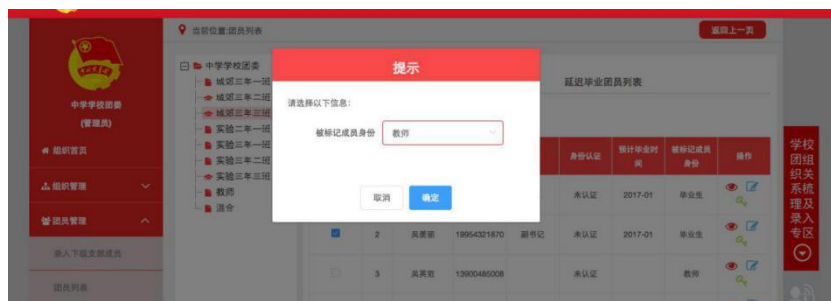 当前位置:团员列表
返回上一页
中学学校团委
(管理员)
组织首页
组织管理
团员管理
录入下级支部成员
团员列表
中学学校团委
城郊三年一班
城郊三年二班
城郊三年三班
实验二年一班
实验三年一班
实验三年二班
实验三年三班
教师
混合
提示
请选择以下信息:
被标记成员身份
教师
取消
确定
延迟毕业团员列表
身份认证
预计毕业时间
被标记成员身份
操作
未认证
2017-01
毕业生
2
19954321870
副书记
未认证
2017-01
毕业生
3
13900485008
未认证
教师
学校
团组
织关
系统
理及
录入
专区